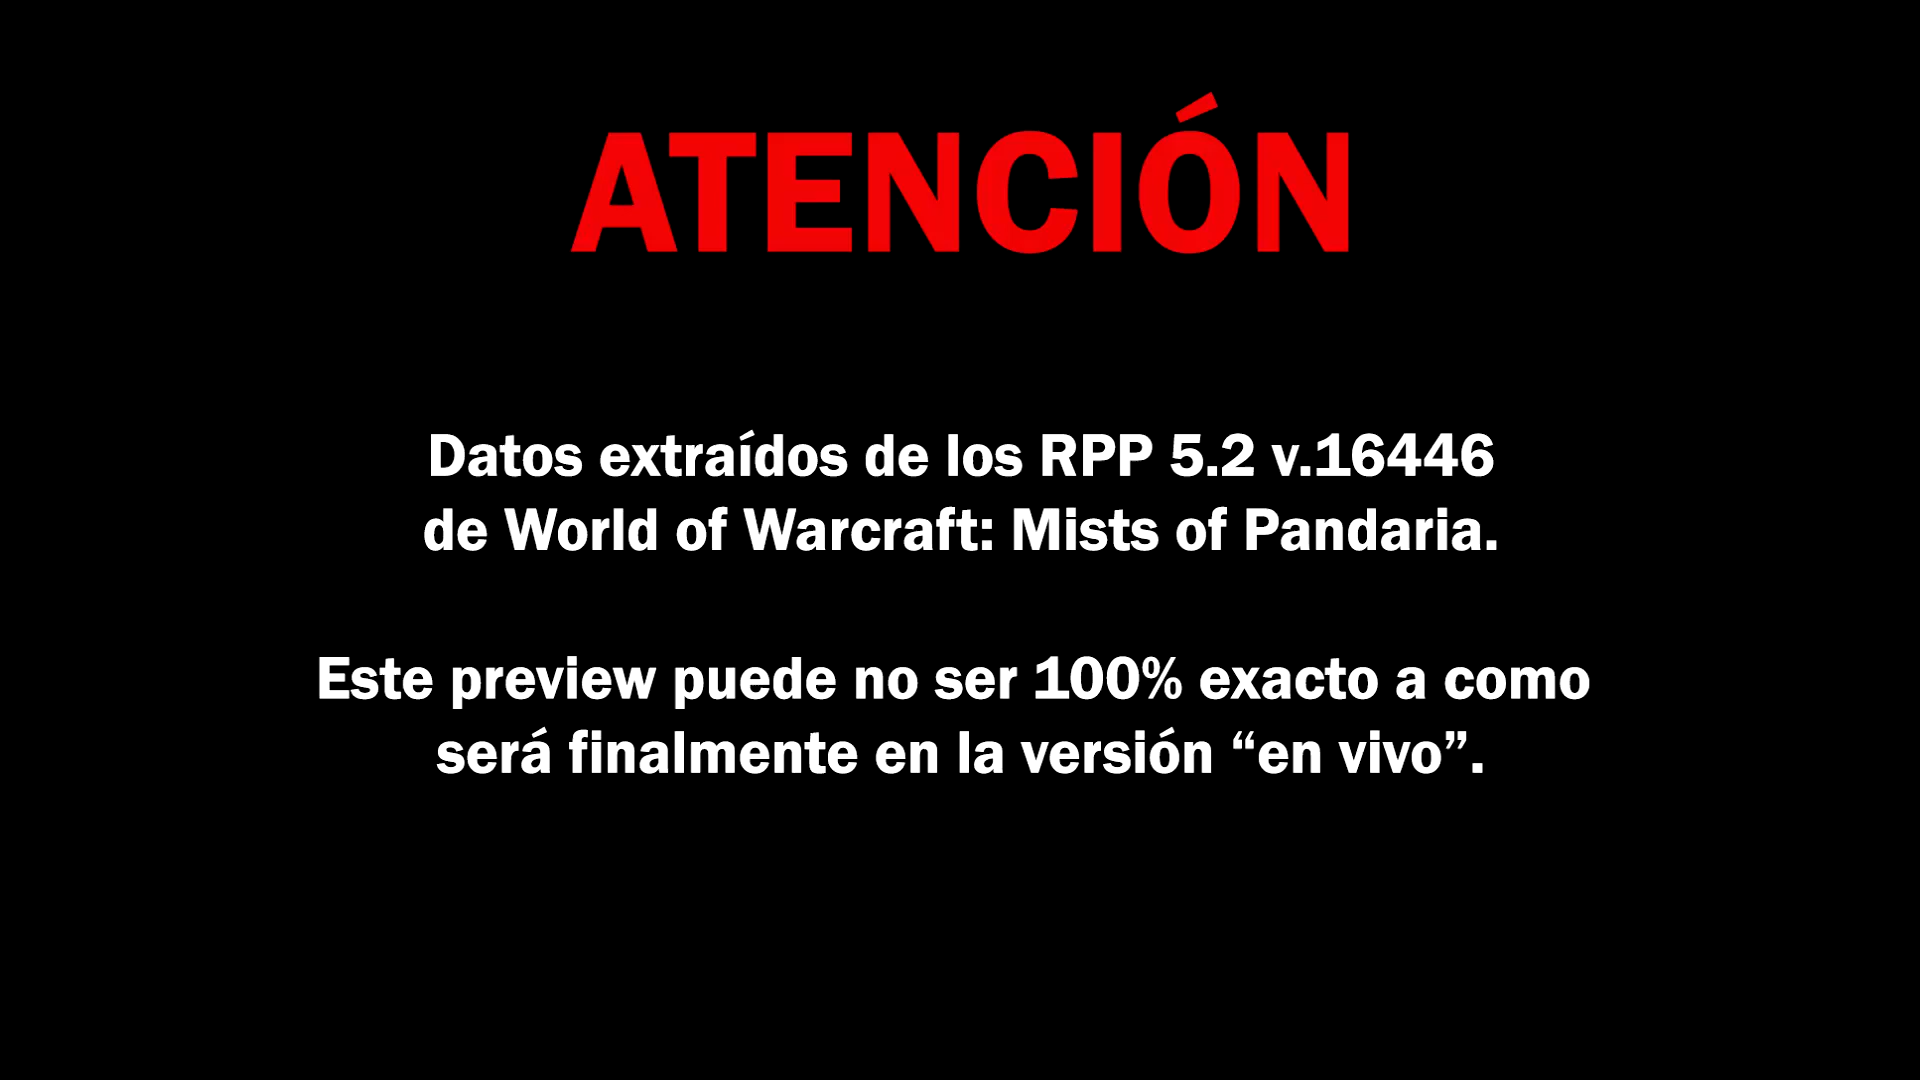 ATENCIÓN
Datos extraídos de los RPP 5.2 v.16446
de World of Warcraft: Mists of Pandaria.
Este preview puede no ser 100% exacto a como
será finalmente en la versión “en vivo”.